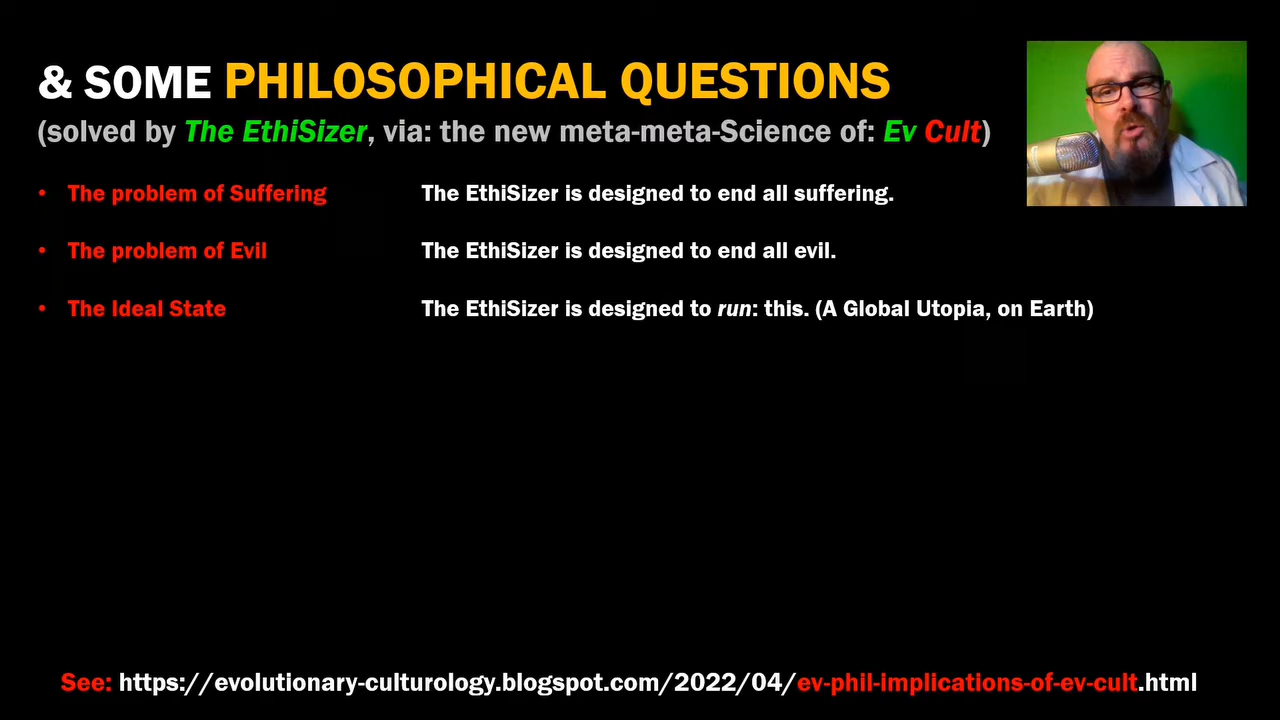 & SOME PHILOSOPHICAL QUESTIONS
(solved by The EthiSizer, via: the new meta-meta-Science of: Ev Cult)
• The problem of Suffering The EthiSizer is designed to end all suffering.
• The problem of Evil The EthiSizer is designed to end all evil.
• The Ideal State The EthiSizer is designed to run: this. (A Global Utopia, on Earth)
See: https://evolutionary-culturology.blogspot.com/2022/04/ev-phil-implications-of-ev-cult.html